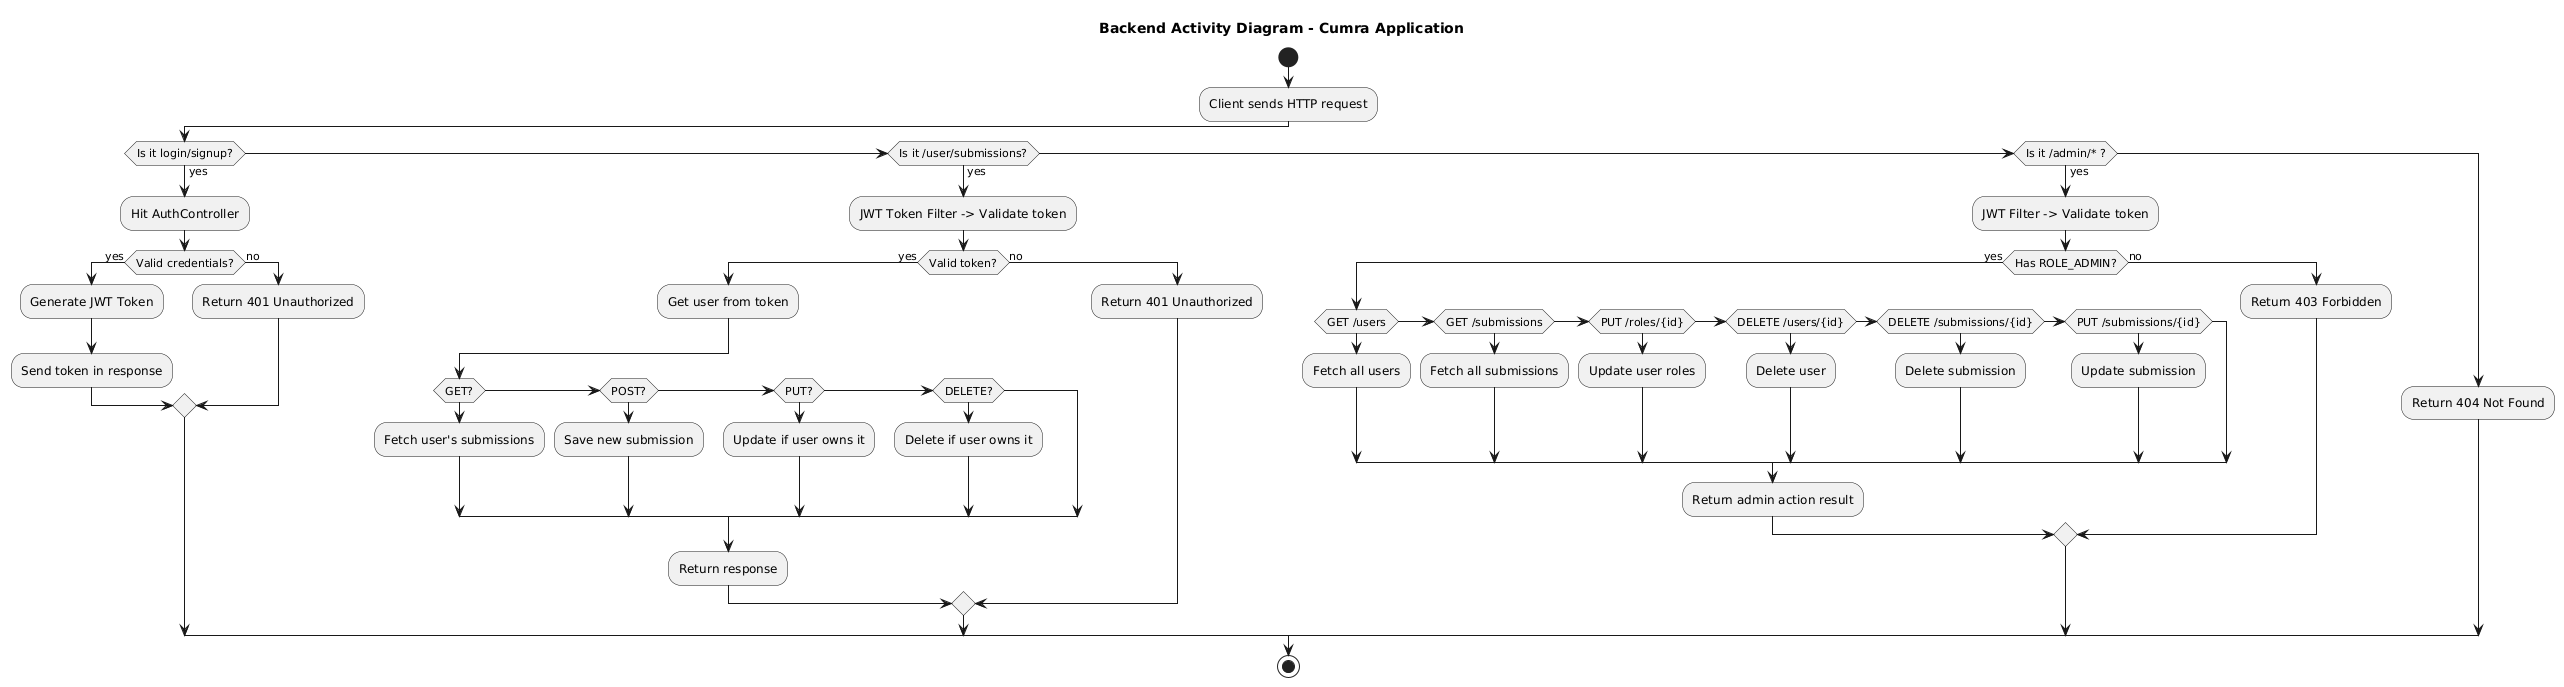 Backend Activity Diagram - Cumra Application
Client sends HTTP request
Is it login/signup?
Is it /user/submissions?
Is it /admin/* ?
yes
yes
yes
Hit AuthController
JWT Token Filter -> Validate token
JWT Filter -> Validate token
yes
Valid credentials?
no
yes
Valid token?
no
yes
Has ROLE_ADMIN?
no
Generate JWT Token
Return 401 Unauthorized
Get user from token
Return 401 Unauthorized
Return 403 Forbidden
GET /users
GET /submissions
PUT /roles/{id}
DELETE /users/{id}
DELETE /submissions/{id}
PUT /submissions/{id}
Send token in response
Fetch all users
Fetch all submissions
Update user roles
Delete user
Delete submission
Update submission
GET?
POST?
PUT?
DELETE?
Return 404 Not Found
Fetch user's submissions
Save new submission
Update if user owns it
Delete if user owns it
Return admin action result
Return response